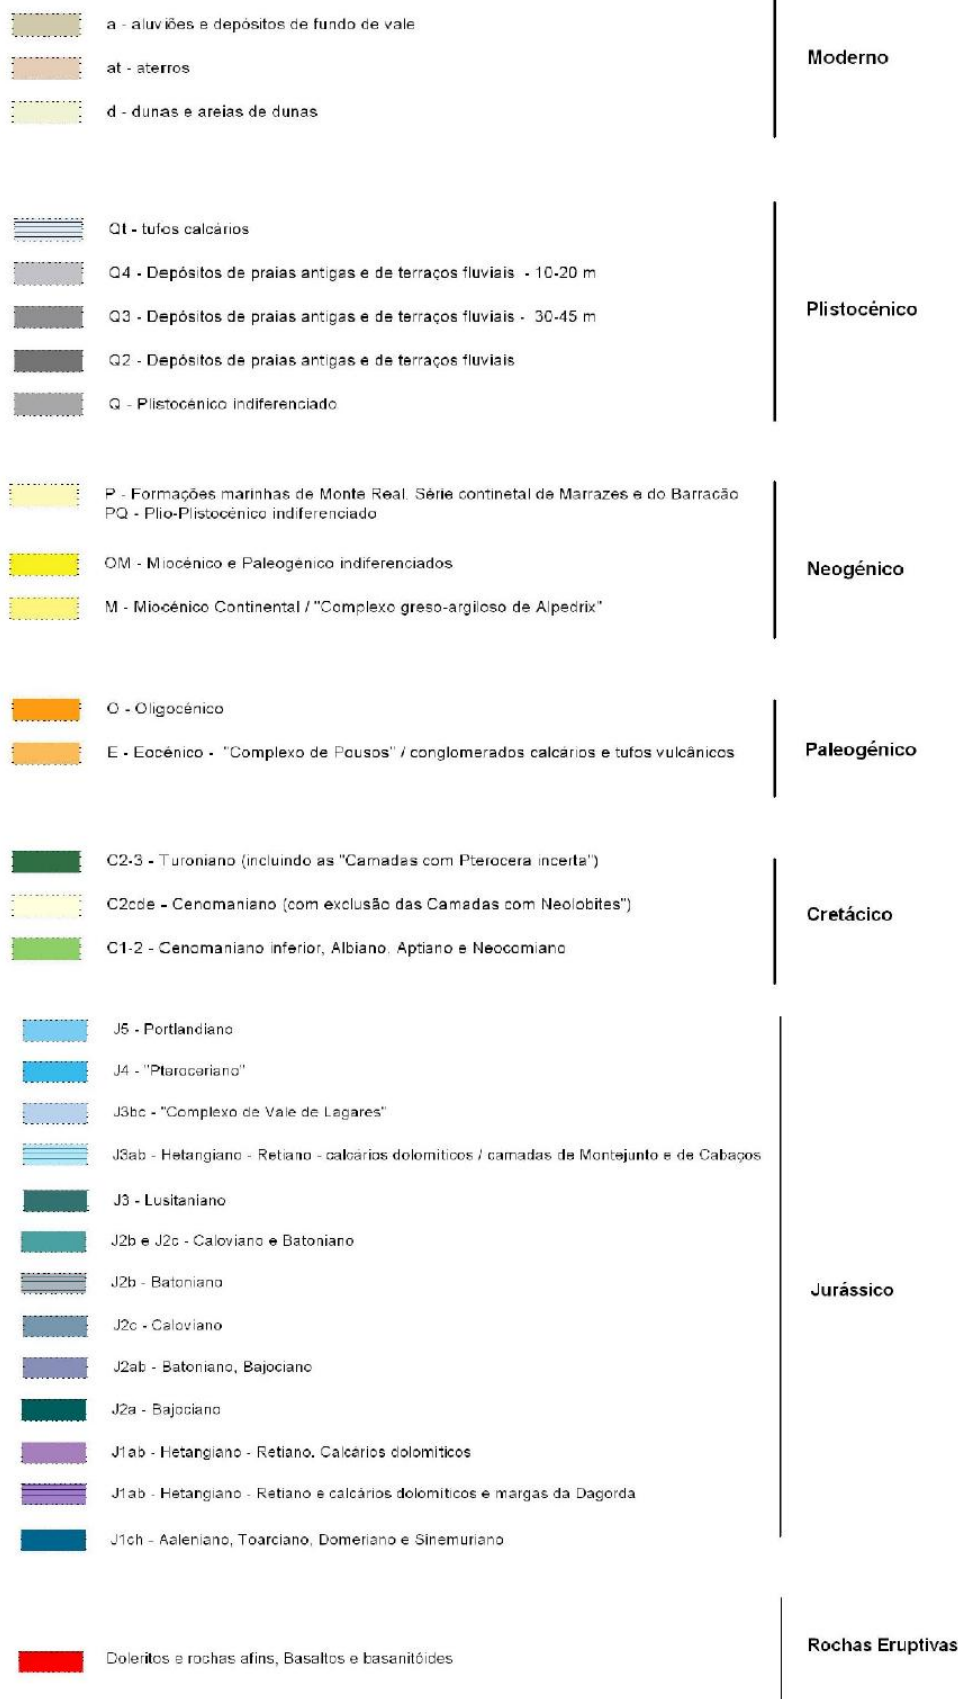 a - aluviões e depósitos de fundo de vale
at - aterros
d - dunas e areias de dunas
Moderno
Qt - tufos calcários
Q4 - Depósitos de praias antigas e de terraços fluviais - 10-20 m
Q3 - Depósitos de praias antigas e de terraços fluviais - 30-45 m
Q2 - Depósitos de praias antigas e de terraços fluviais
Q - Plistocénico indiferenciado
Plistocénico
P - Formações marinhas de Monte Real. Série continetal de Marrazes e do Barracão
PQ - Plio-Plistocénico indiferenciado
OM - Miocénico e Paleogénico indiferenciados
M - Miocénico Continental / "Complexo greso-argiloso de Alpedrix"
Neogénico
O - Oligocénico
E - Eocénico - "Complexo de Pousos" / conglomerados calcários e tufos vulcânicos
Paleogénico
C2-3 - Turoniano (incluindo as "Camadas com Pterocera incerta")
C2cde - Cenomaniano (com exclusão das Camadas com Neolobites")
C1-2 - Cenomaniano inferior, Albiano, Aptiano e Neocomiano
Cretácico
J5 - Portlandiano
J4 - "Pteroceriano"
J3bc - "Complexo de Vale de Lagares"
J3ab - Hetangiano - Retiano - calcários dolomíticos / camadas de Montejunto e de Cabaços
J3 - Lusitaniano
J2b e J2c - Caloviano e Batoniano
J2b - Batoniano
J2c - Caloviano
J2ab - Batoniano, Bajociano
J2a - Bajociano
J1ab - Hetangiano - Retiano. Calcários dolomíticos
J1ab - Hetangiano - Retiano e calcários dolomíticos e margas da Dagorda
J1ch - Aaleniano, Toarciano, Domeriano e Sinemuriano
Jurássico
Doleritos e rochas afins, Basaltos e basanitóides
Rochas Eruptivas